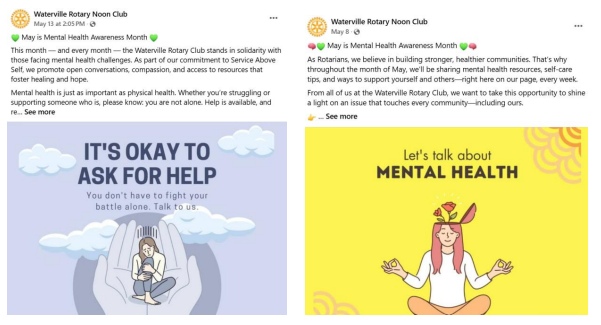 Waterville Rotary Noon Club
May 13 at 2:05 PM ·
💚 May is Mental Health Awareness Month 💚
This month — and every month — the Waterville Rotary Club stands in solidarity with
those facing mental health challenges. As part of our commitment to Service Above
Self, we promote open conversations, compassion, and access to resources that
foster healing and hope.
Mental health is just as important as physical health. Whether you're struggling or
supporting someone who is, please know: you are not alone. Help is available, and
re... See more
IT'S OKAY TO
ASK FOR HELP
You don't have to fight your
battle alone. Talk to us.
Waterville Rotary Noon Club
May 8 ·
🧠💚 May is Mental Health Awareness Month 💚🧠
As Rotarians, we believe in building stronger, healthier communities. That's why
throughout the month of May, we'll be sharing mental health resources, self-care
tips, and ways to support yourself and others—right here on our page, every week.
From all of us at the Waterville Rotary Club, we want to take this opportunity to shine
a light on an issue that touches every community—including ours.
👉 ... See more
Let's talk about
MENTAL HEALTH